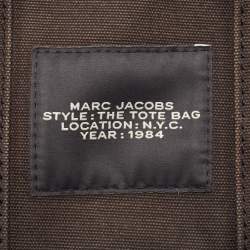 MARC JACOBS
STYLE: THE TOTE BAG
LOCATION: N.Y.C.
YEAR: 1984